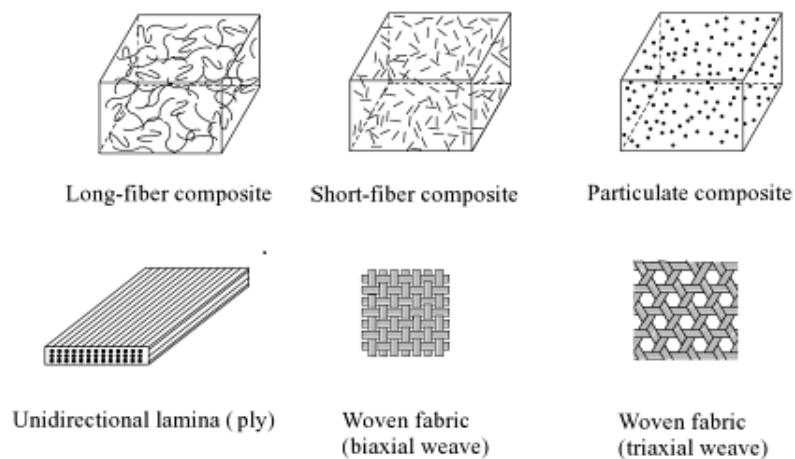 Long-fiber composite
Short-fiber composite
Particulate composite
Unidirectional lamina ( ply)
Woven fabric
(biaxial weave)
Woven fabric
(triaxial weave)